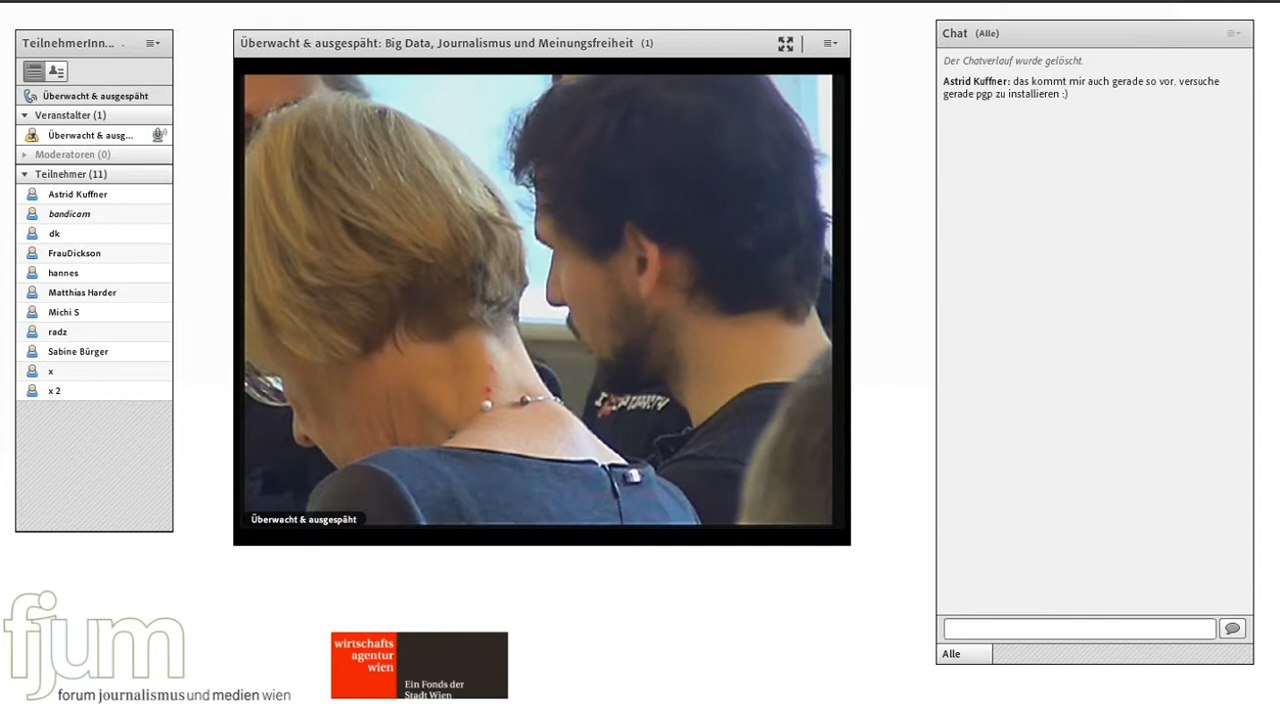 TeilnehmerInn...
Überwacht & ausgespäht
Veranstalter (1)
Überwacht & ausg...
Moderatoren (0)
Teilnehmer (11)
Astrid Kuffner
bandicam
dk
FrauDickson
hannes
Matthias Harder
Michi S
radz
Sabine Bürger
x
x 2
Überwacht & ausgespäht: Big Data, Journalismus und Meinungsfreiheit (1)
Überwacht & ausgespäht
Chat (Alle)
Der Chatverlauf wurde gelöscht.
Astrid Kuffner: das kommt mir auch gerade so vor. versuche
gerade pgp zu installieren :)
Alle
fjum
forum journalismus und medien wien
wirtschafts
agentur
wien
Ein Fonds der
Stadt Wien